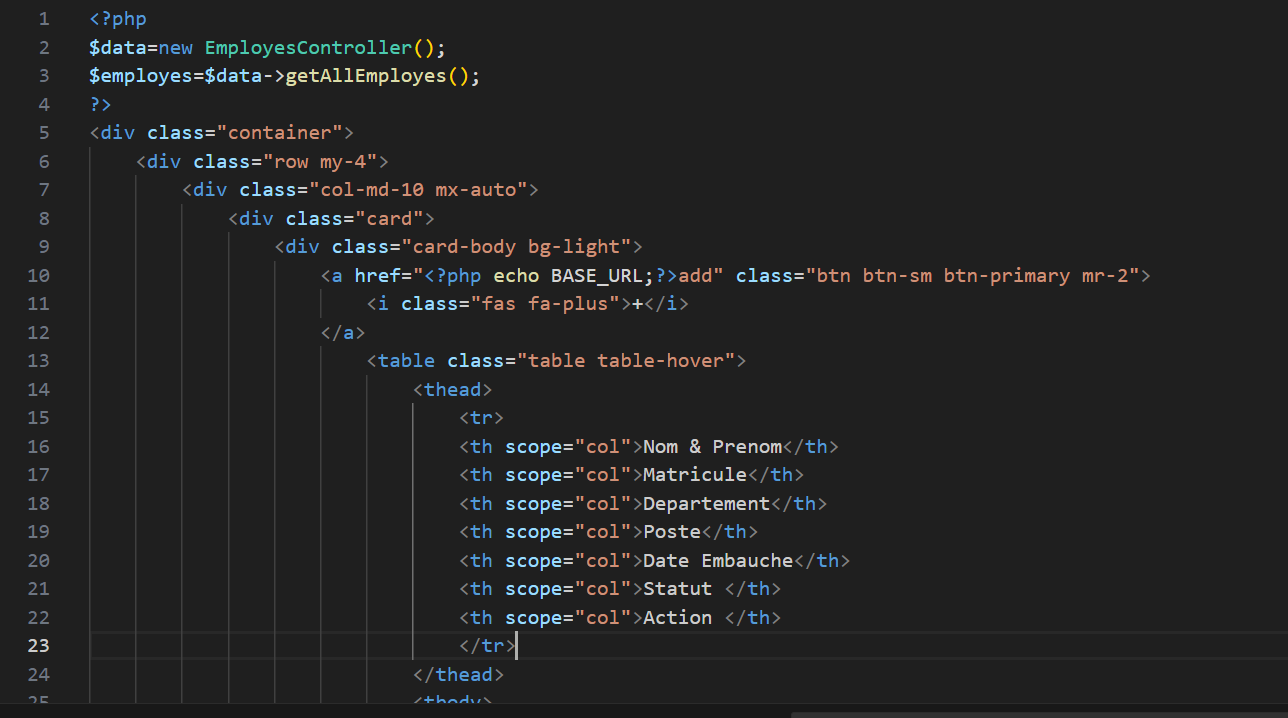 1 <?php
2 $data=new EmployesController();
3 $employes=$data->getAllEmployes();
4 ?>
5 <div class="container">
6 <div class="row my-4">
7 <div class="col-md-10 mx-auto">
8 <div class="card">
9 <div class="card-body bg-light">
10 <a href="<?php echo BASE_URL;?>add" class="btn btn-sm btn-primary mr-2">
11 <i class="fas fa-plus">+</i>
12 </a>
13 <table class="table table-hover">
14 <thead>
15 <tr>
16 <th scope="col">Nom & Prenom</th>
17 <th scope="col">Matricule</th>
18 <th scope="col">Departement</th>
19 <th scope="col">Poste</th>
20 <th scope="col">Date Embauche</th>
21 <th scope="col">Statut </th>
22 <th scope="col">Action </th>
23 </tr>
24 </thead>
25 <tbody>